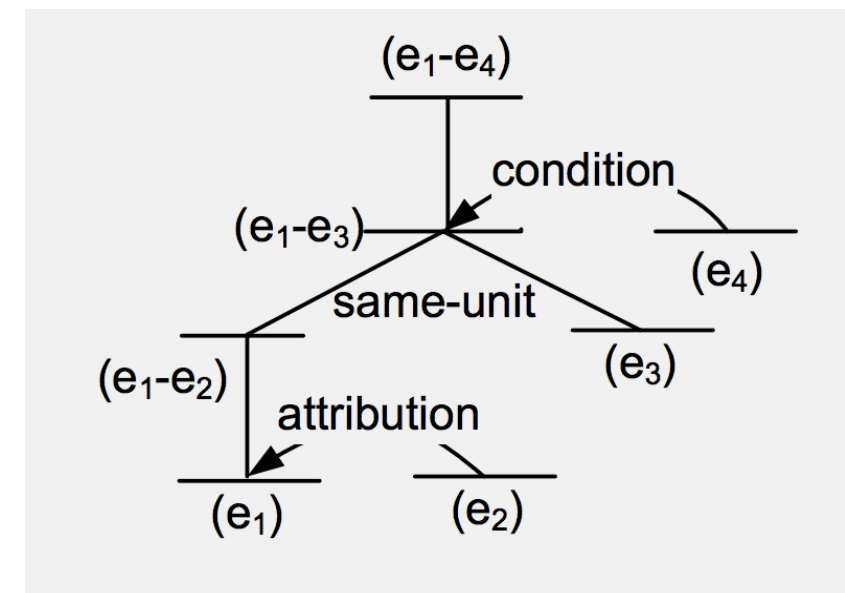 (e₁-e₄)
condition
(e₁-e₃)
(e₄)
same-unit
(e₃)
(e₁-e₂)
attribution
(e₁)
(e₂)